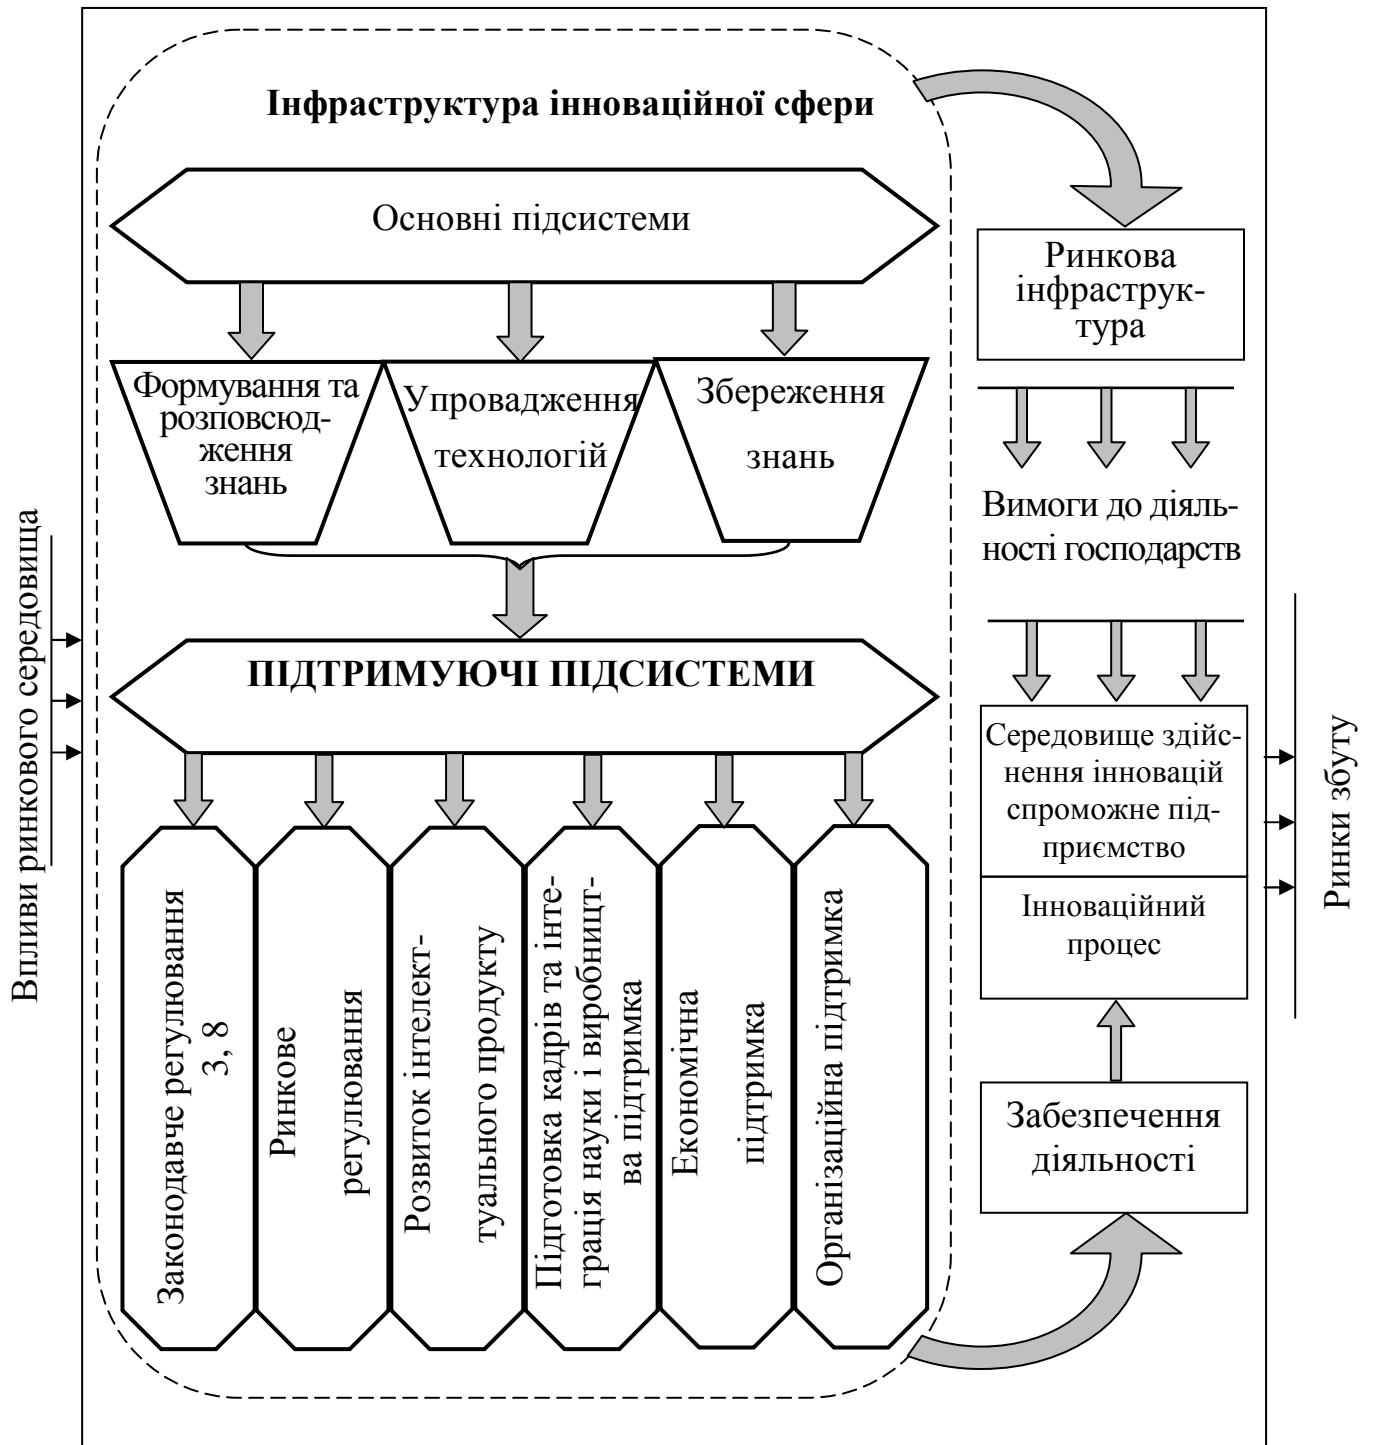 Інфраструктура інноваційної сфери
Основні підсистеми
Формування та
розповсюд-
ження
знань
Упровадження
технологій
Збереження
знань
ПІДТРИМУЮЧІ ПІДСИСТЕМИ
Законодавче регулювання
3, 8
Ринкове
регулювання
Розвиток інтелект-
туального продукту
Підготовка кадрів та інте-
грація науки і виробницт-
ва підтримка
Економічна
підтримка
Організаційна підтримка
Впливи ринкового середовища
Ринкова
інфраструк-
тура
Вимоги до діяль-
ності господарств
Середовище здійс-
нення інновацій
спроможне під-
приємство
Інноваційний
процес
Забезпечення
діяльності
Ринки збуту